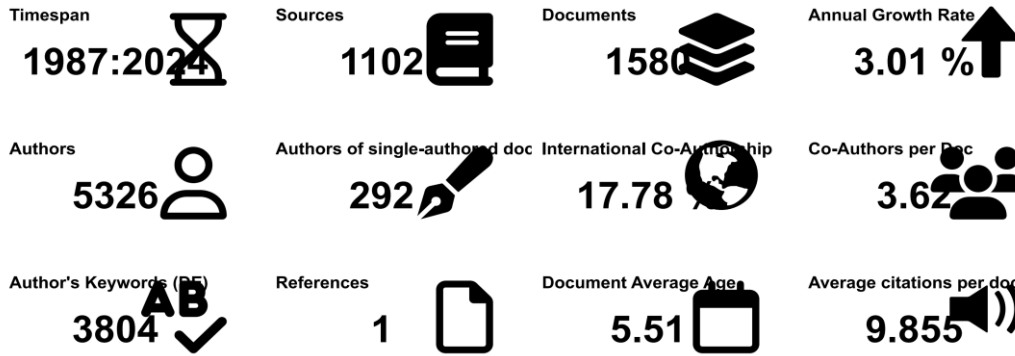 Timespan
1987:2024
Sources
1102
Documents
1580
Annual Growth Rate
3.01 %
Authors
5326
Authors of single-authored doc
292
International Co-Authorship
17.78 %
Co-Authors per Doc
3.62
Author's Keywords (DE)
3804
AB
References
1
Document Average Age
5.51
Average citations per doc
9.855